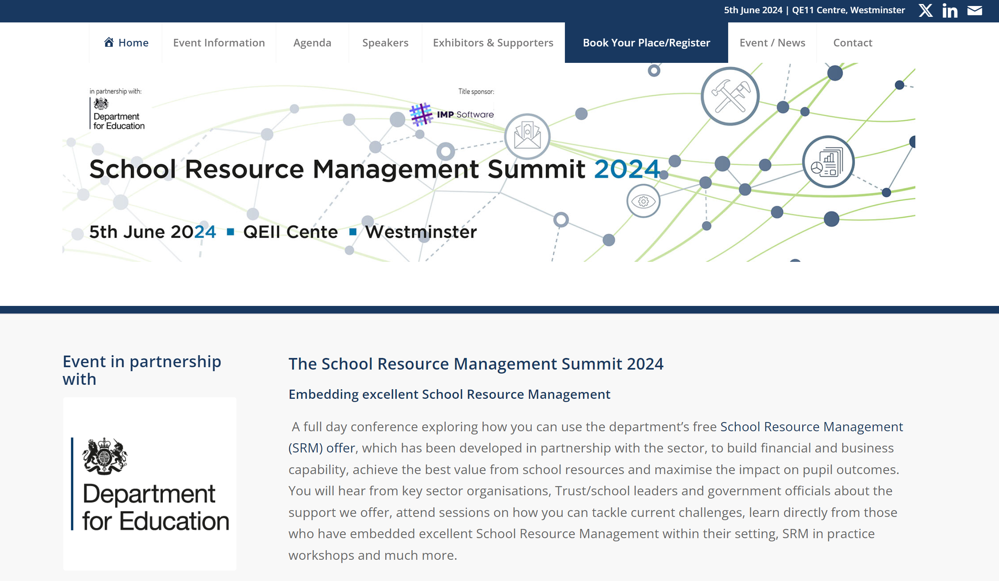 5th June 2024 | QE11 Centre, Westminster
Home
Event Information
Agenda
Speakers
Exhibitors & Supporters
Book Your Place/Register
Event / News
Contact
in partnership with:
Department
for Education
Title sponsor:
IMP Software
School Resource Management Summit 2024
5th June 2024 ■ QEII Cente ■ Westminster
Event in partnership
with
Department
for Education
The School Resource Management Summit 2024
Embedding excellent School Resource Management
A full day conference exploring how you can use the department’s free School Resource Management
(SRM) offer, which has been developed in partnership with the sector, to build financial and business
capability, achieve the best value from school resources and maximise the impact on pupil outcomes.
You will hear from key sector organisations, Trust/school leaders and government officials about the
support we offer, attend sessions on how you can tackle current challenges, learn directly from those
who have embedded excellent School Resource Management within their setting, SRM in practice
workshops and much more.